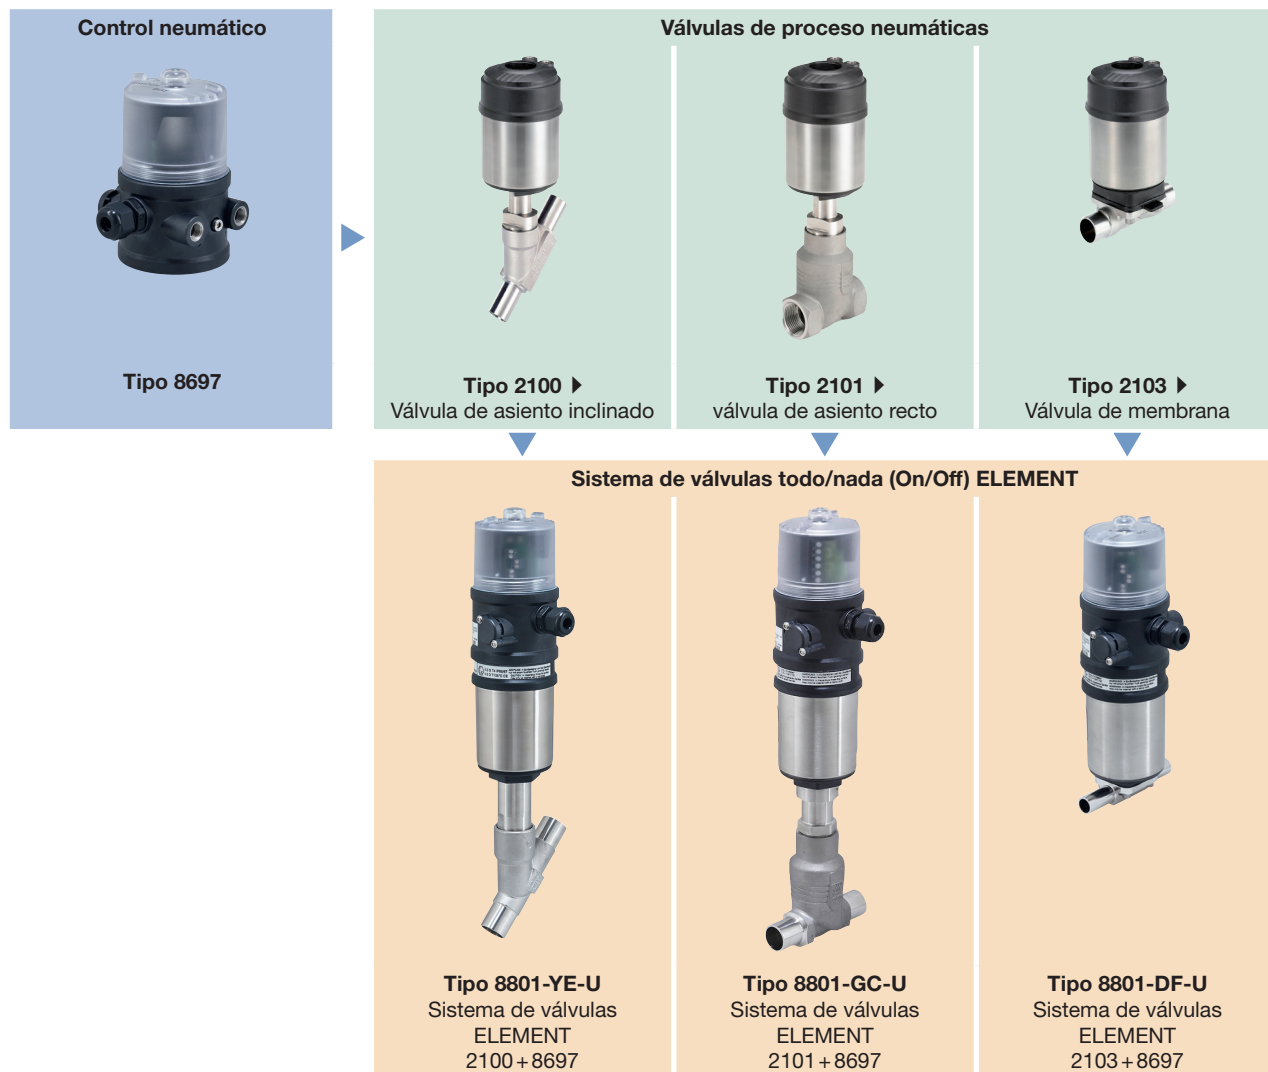 Control neumático
Válvulas de proceso neumáticas
Tipo 8697
Tipo 2100
Válvula de asiento inclinado
Tipo 2101
válvula de asiento recto
Tipo 2103
Válvula de membrana
Sistema de válvulas todo/nada (On/Off) ELEMENT
Tipo 8801-YE-U
Sistema de válvulas
ELEMENT
2100+8697
Tipo 8801-GC-U
Sistema de válvulas
ELEMENT
2101+8697
Tipo 8801-DF-U
Sistema de válvulas
ELEMENT
2103+8697